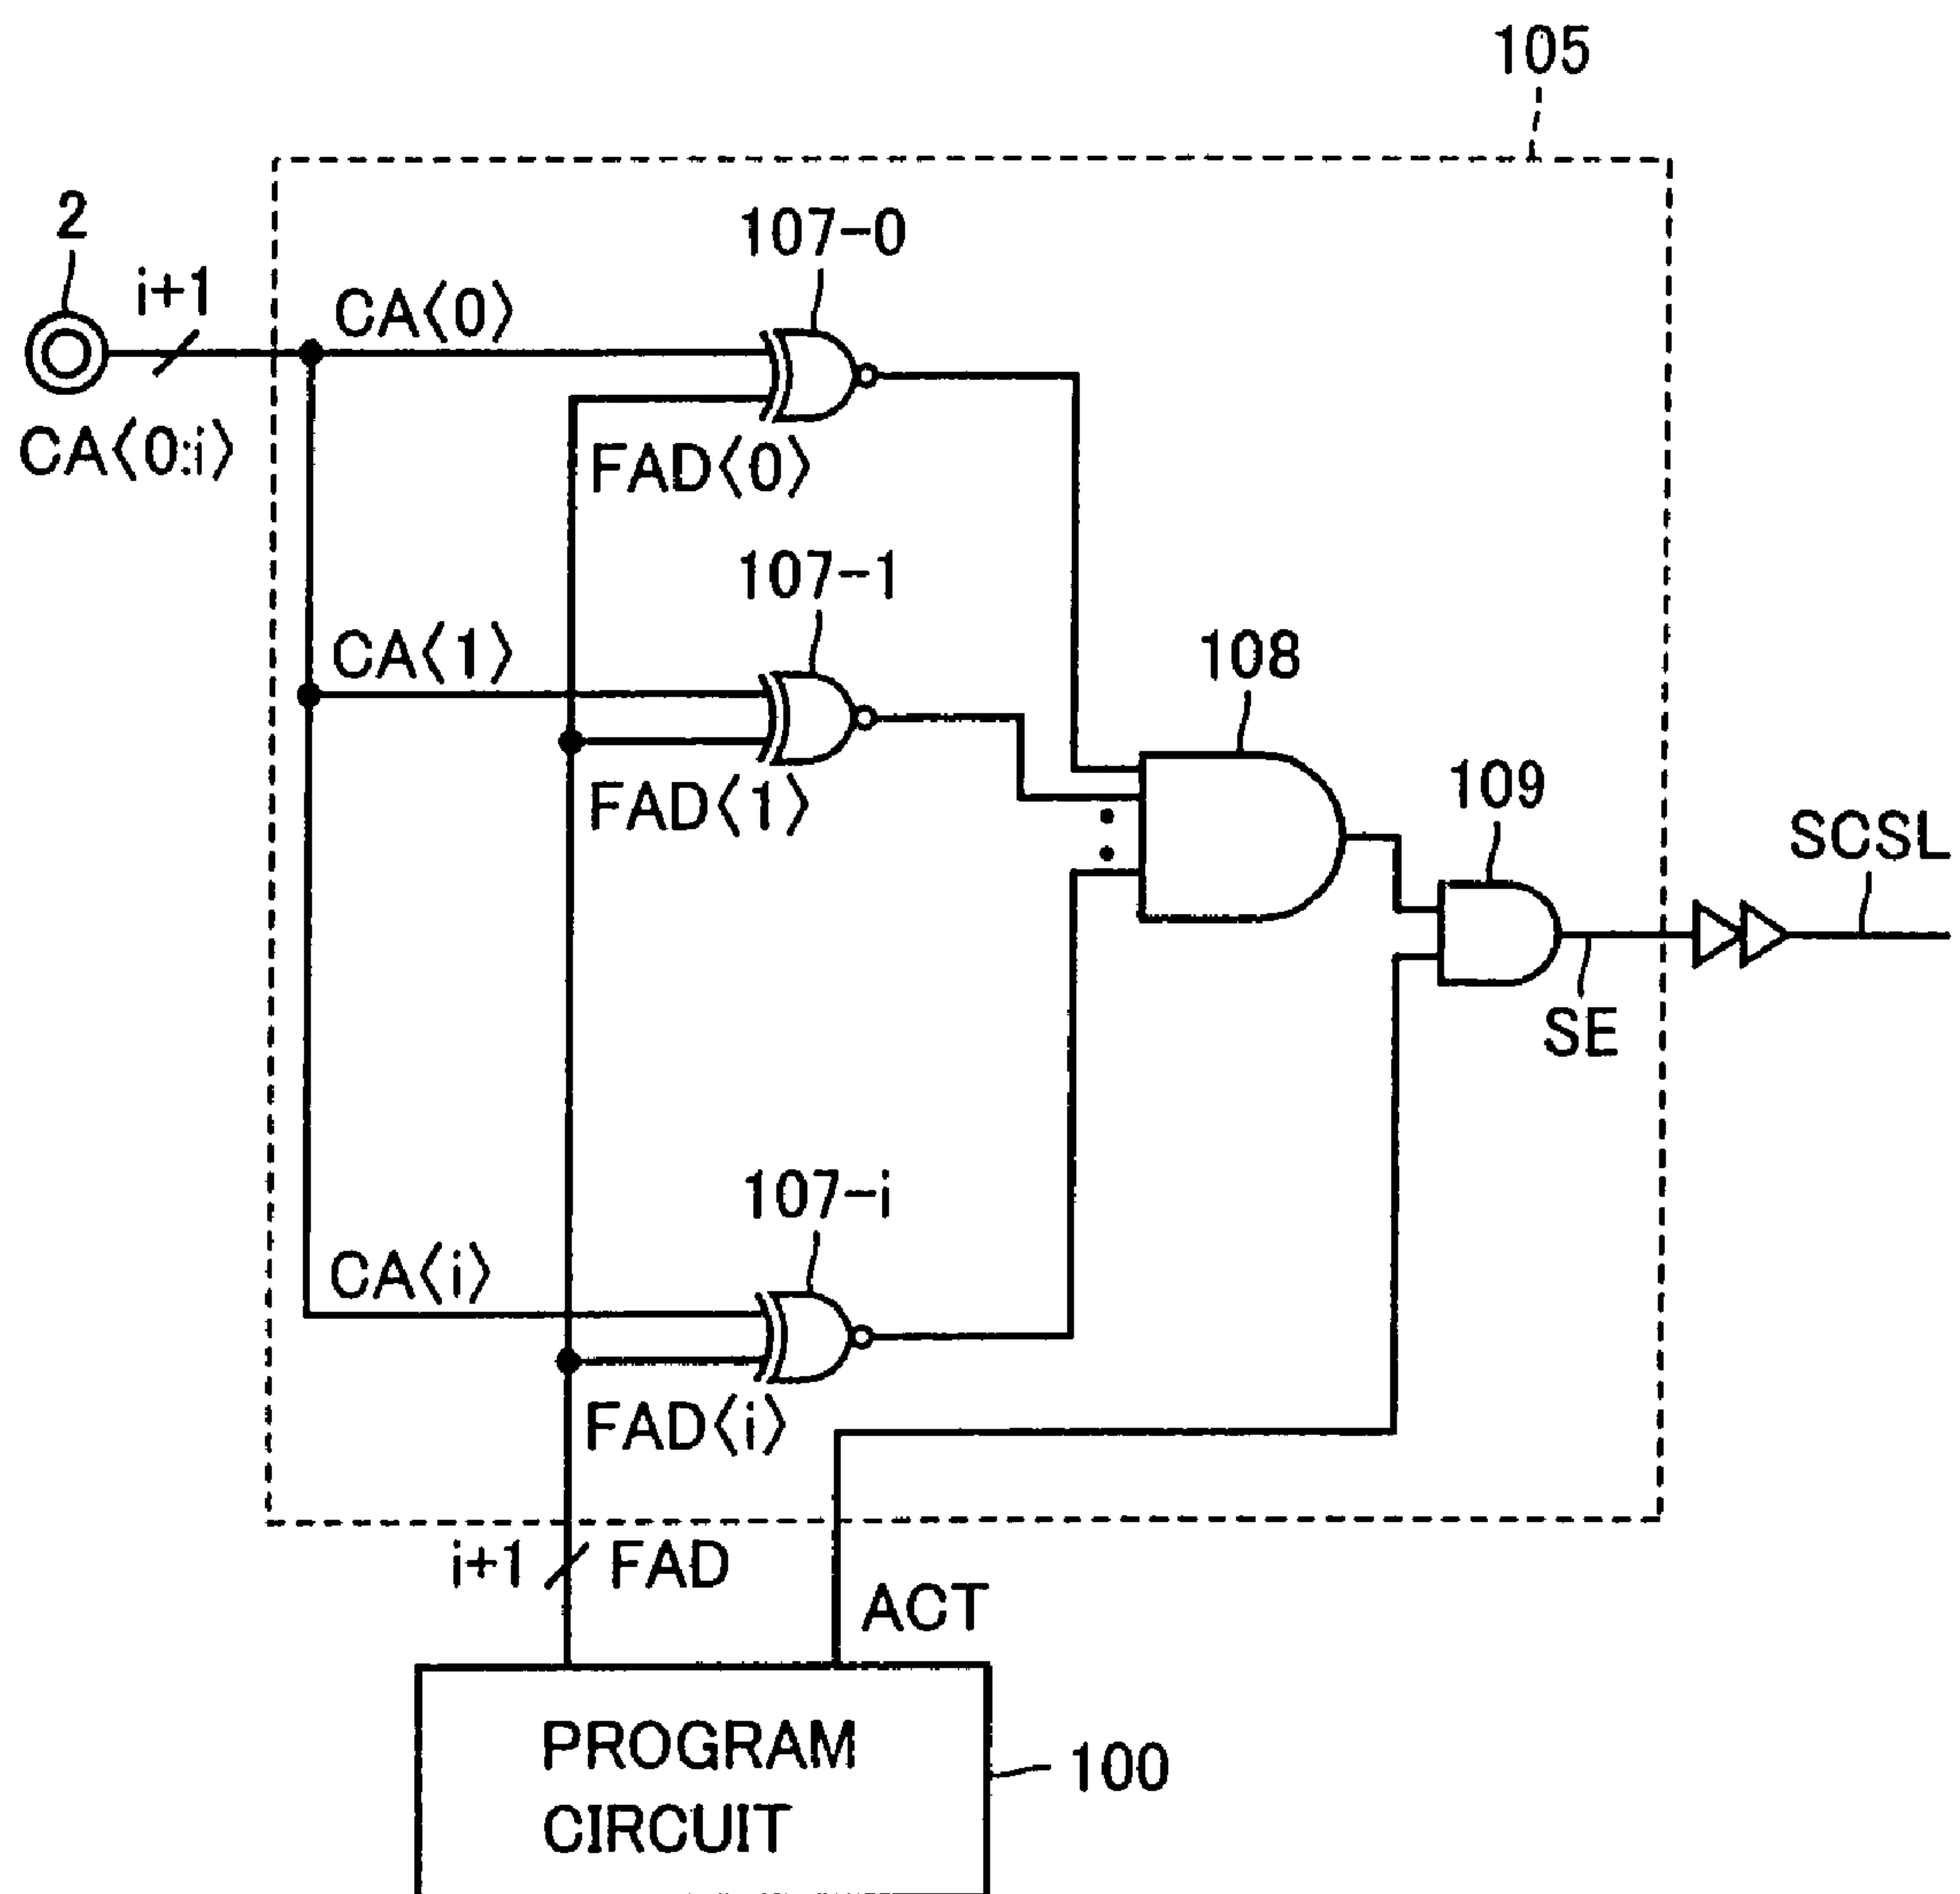 105
2
107-0
i+1
CA⟨0⟩
CA⟨0:i⟩
FAD⟨0⟩
107-1
CA⟨1⟩
108
FAD⟨1⟩
109
SCSL
SE
107-i
CA⟨i⟩
FAD⟨i⟩
i+1
FAD
ACT
PROGRAM
CIRCUIT
100